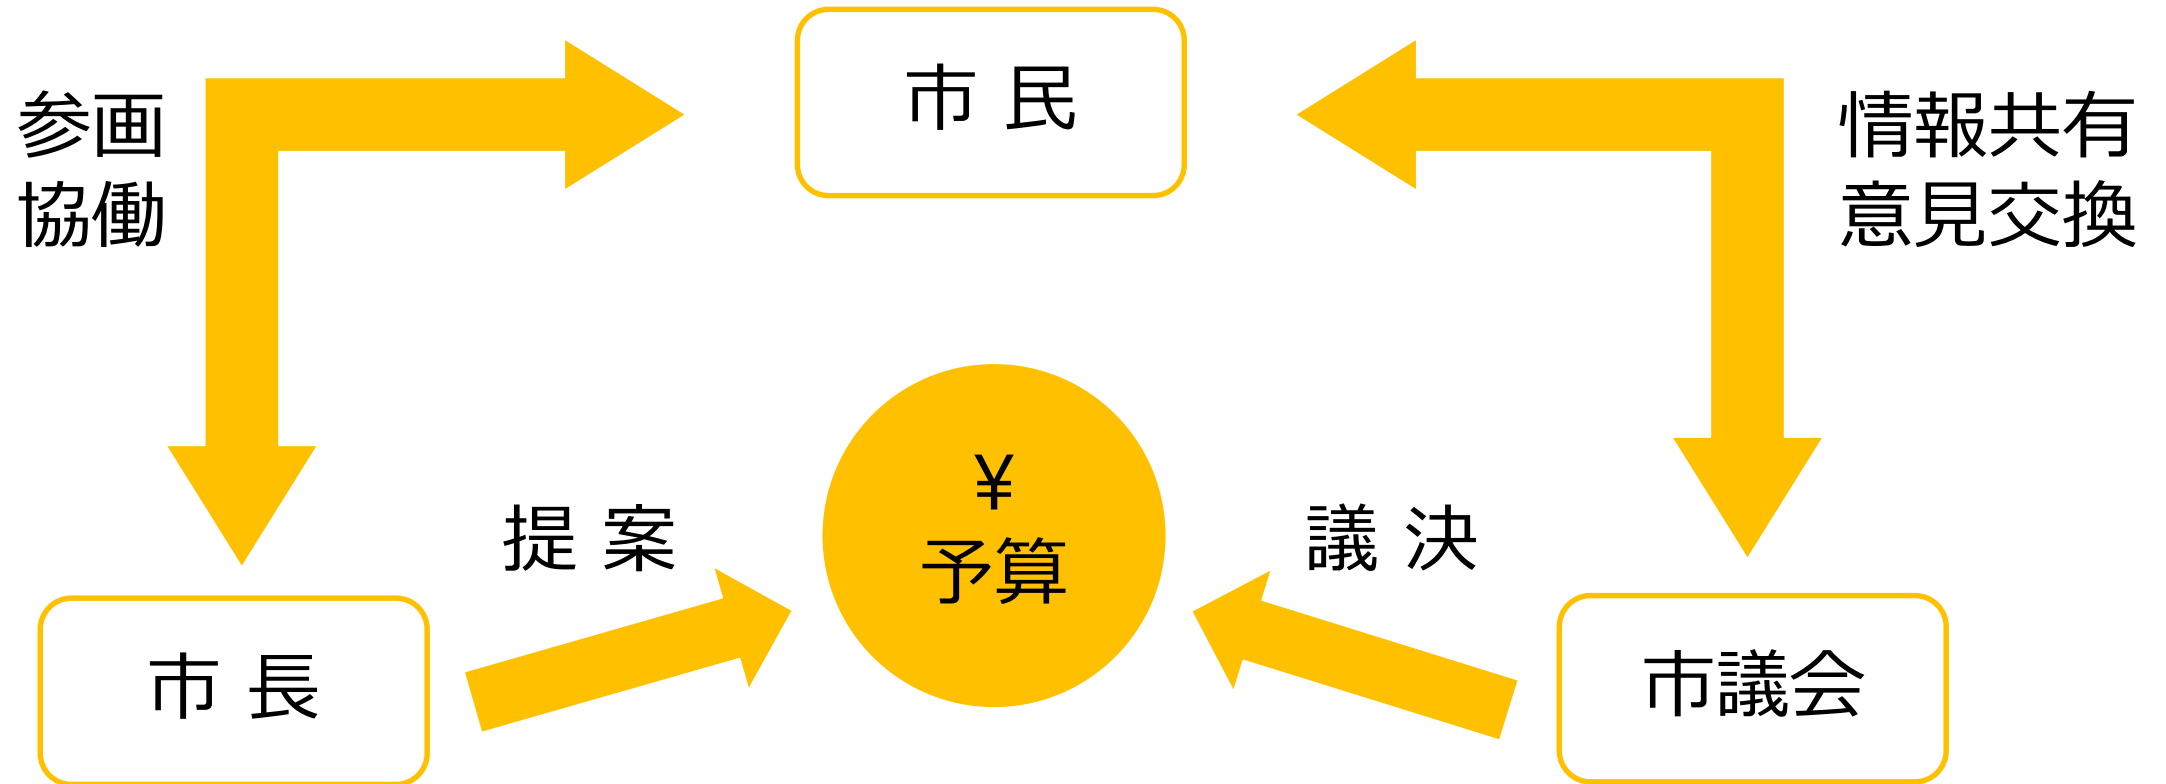 市 民
参画
協働
情報共有
意見交換
¥
予算
提 案
議 決
市 長
市議会